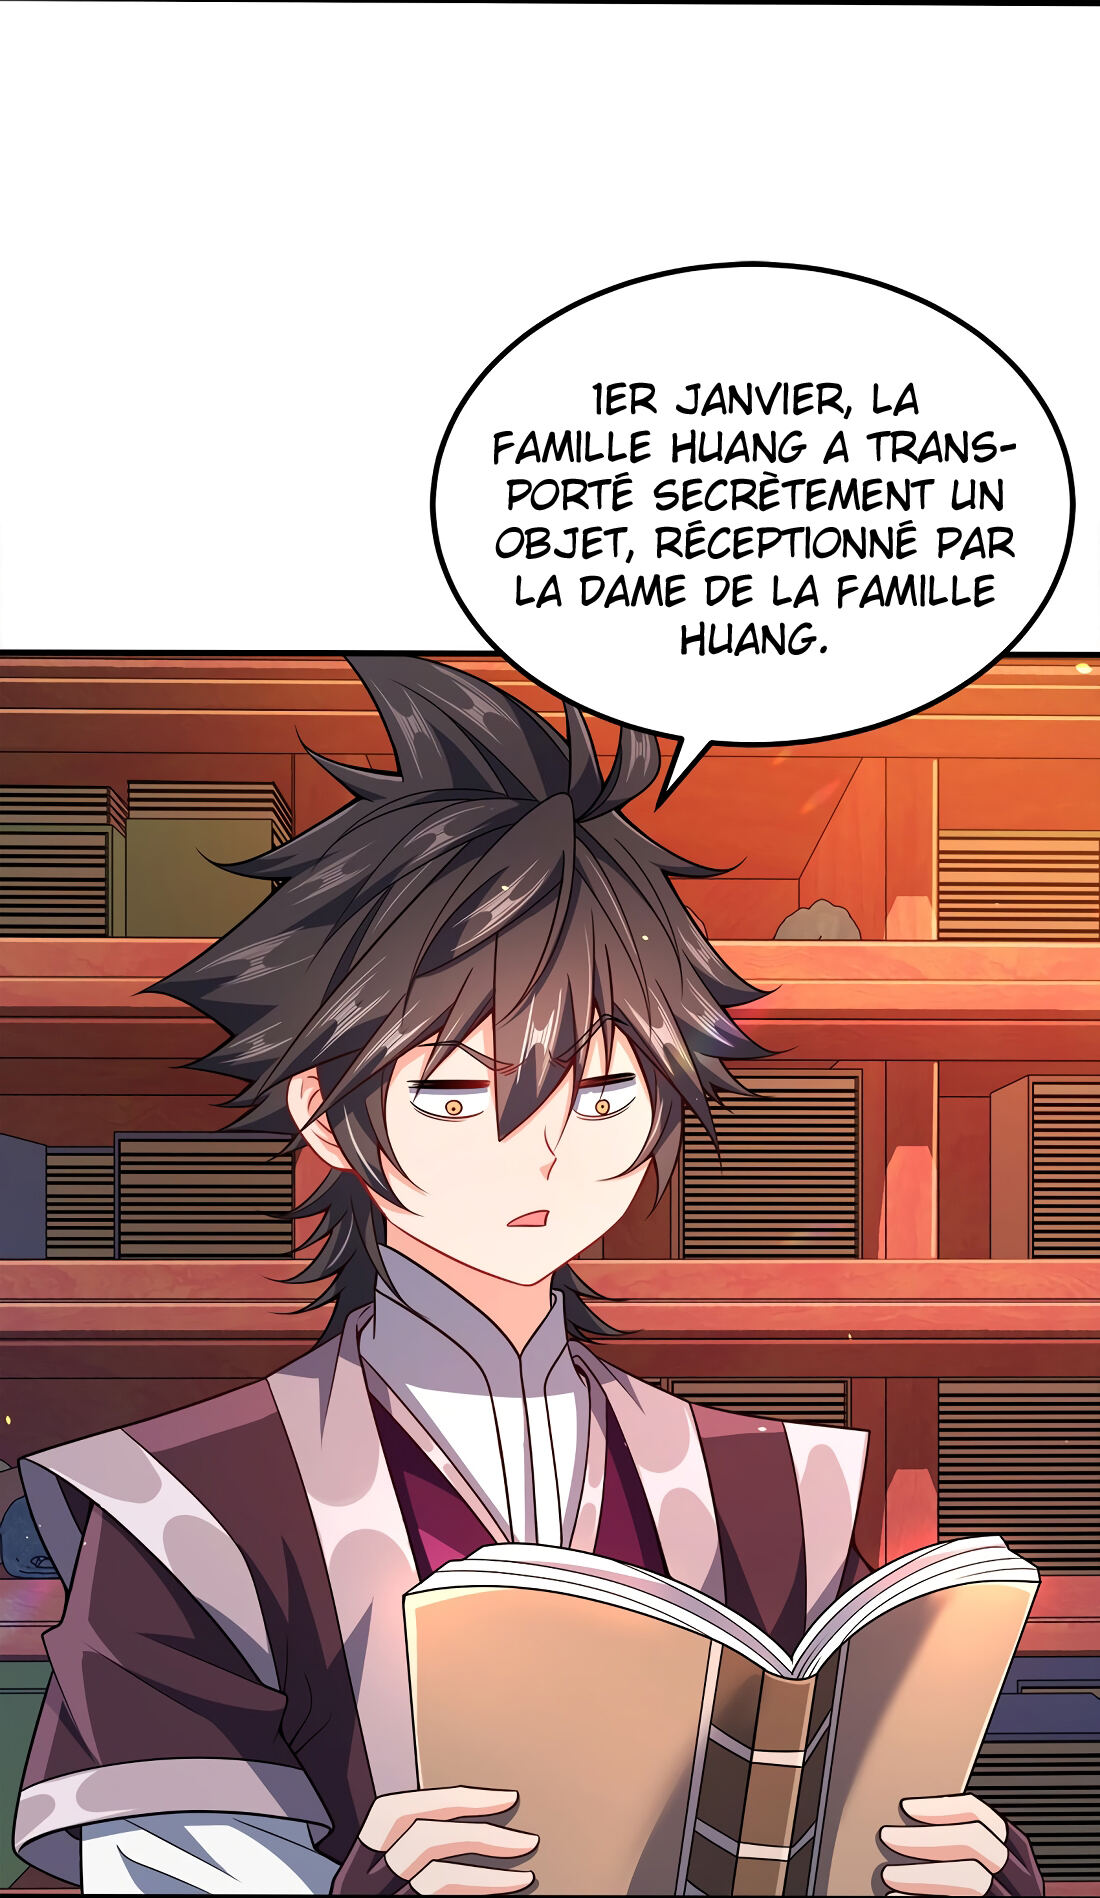 1ER JANVIER, LA
FAMILLE HUANG A TRANS-
PORTÉ SECRÈTEMENT UN
OBJET, RÉCEPTIONNÉ PAR
LA DAME DE LA FAMILLE
HUANG.